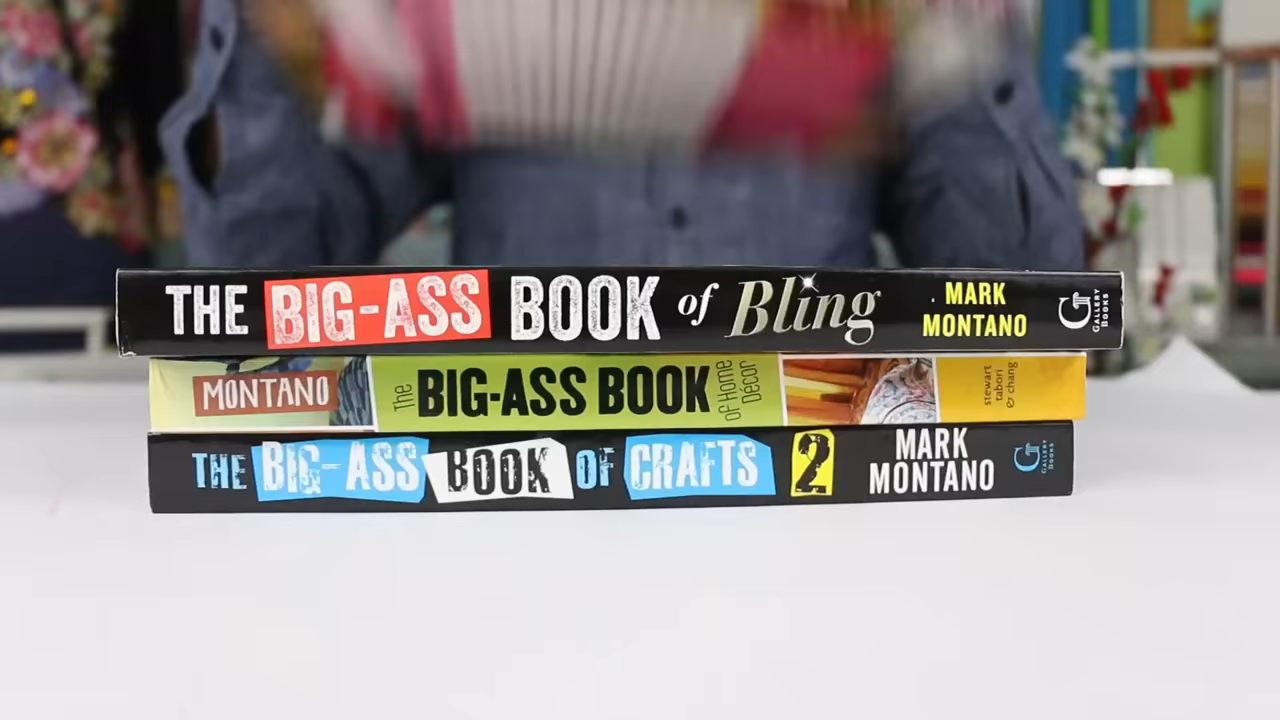 THE BIG-ASS BOOK of Bling
MARK
MONTANO
GALLERY
BOOKS
MONTANO
The BIG-ASS BOOK of Home
Décor
stewart
tabori
& chang
THE BIG-ASS BOOK OF CRAFTS 2
MARK
MONTANO
GALLERY
BOOKS